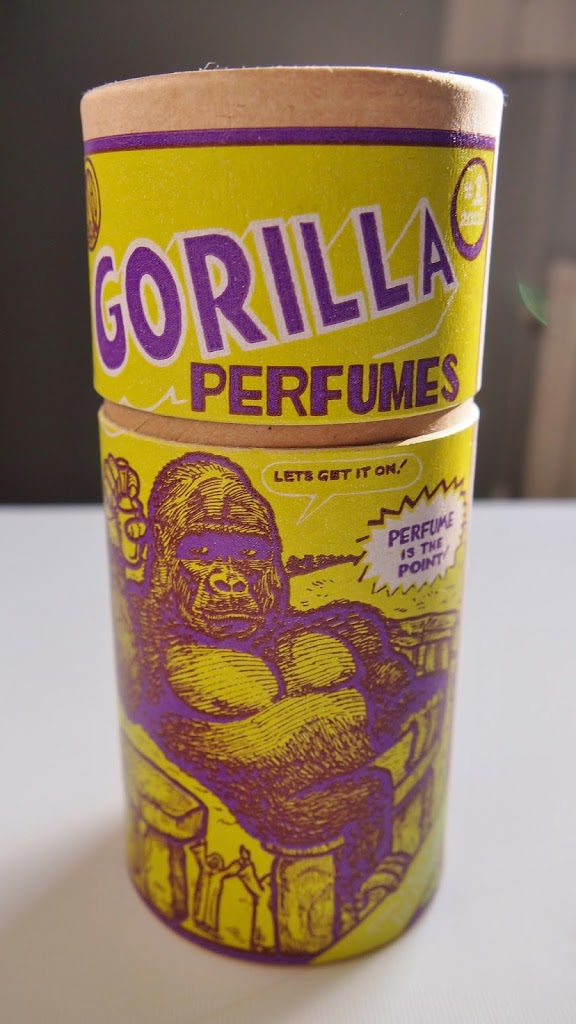 GORILLA
PERFUMES
LETS GET IT ON!
PERFUME
IS THE
POINT!